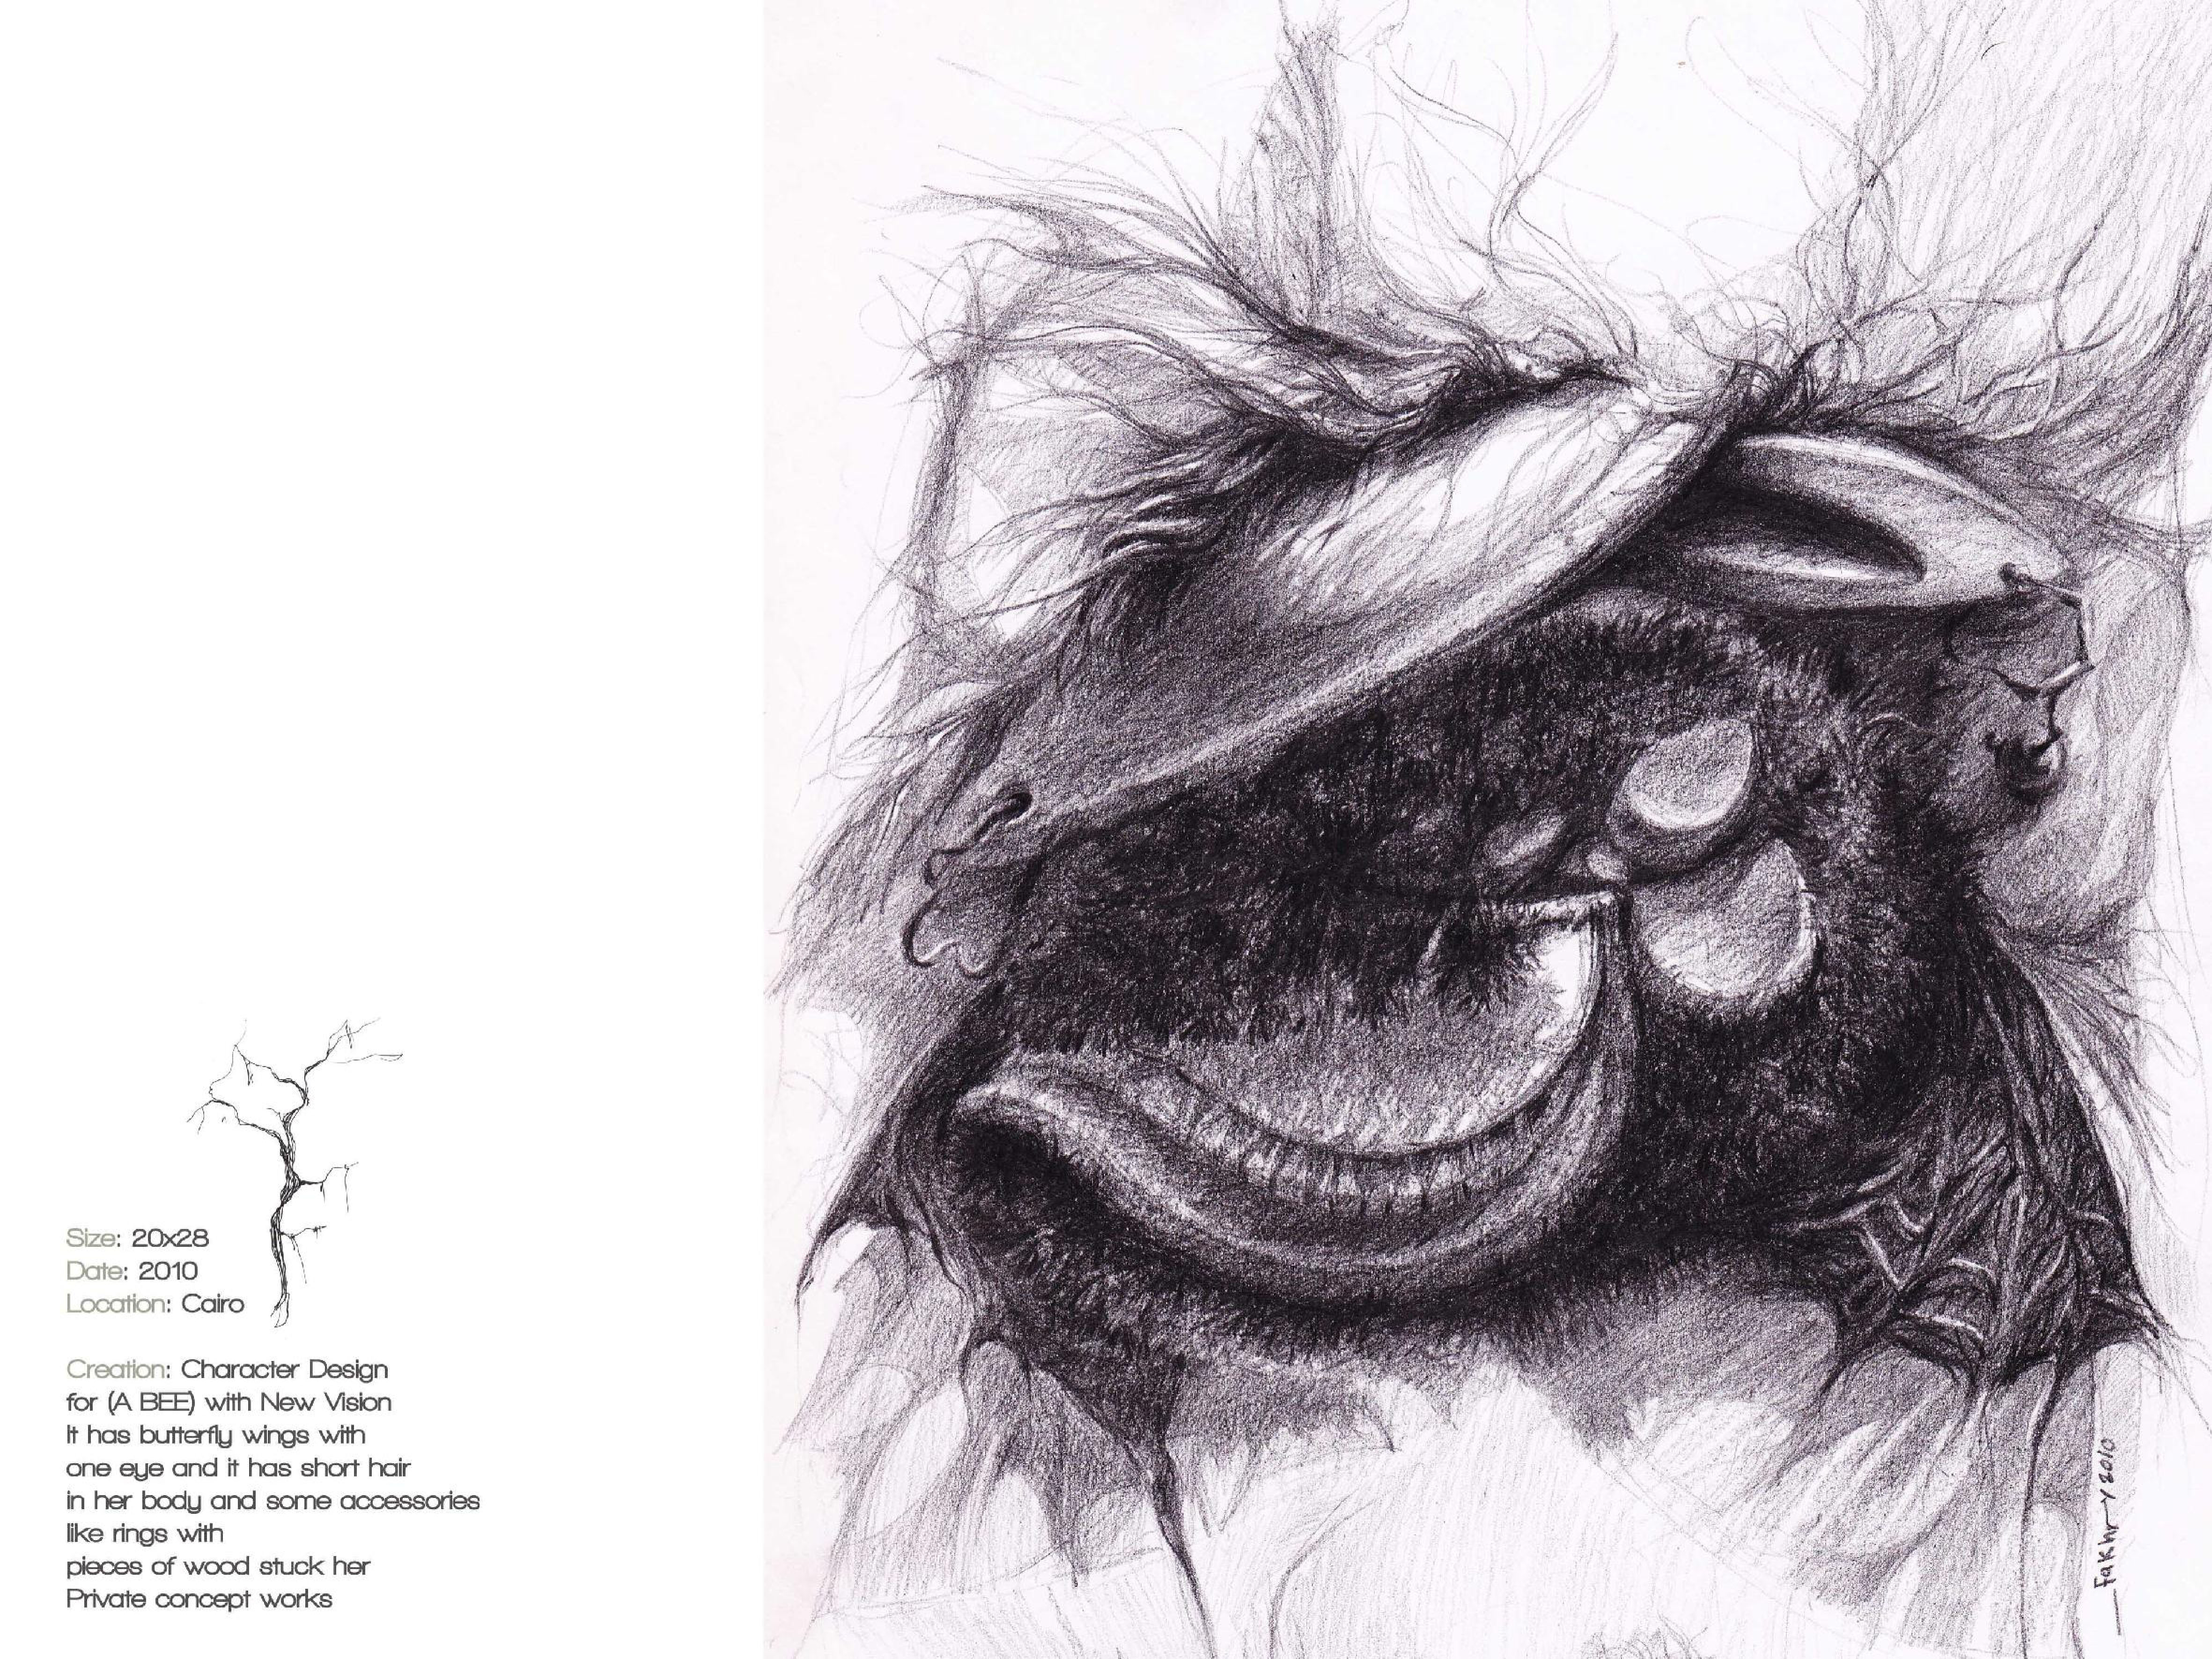 Size: 20x28
Date: 2010
Location: Cairo
Creation: Character Design
for (A BEE) with New Vision
It has butterfly wings with
one eye and it has short hair
in her body and some accessories
like rings with
pieces of wood stuck her
Private concept works
Fakhry 2010